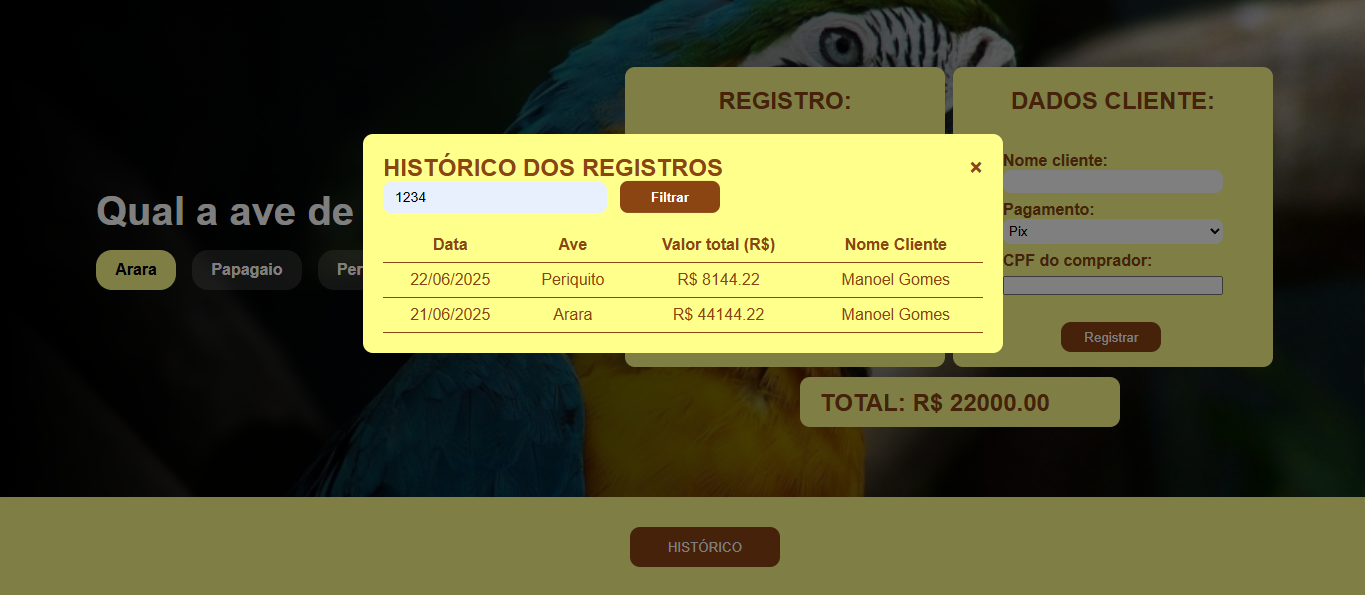 REGISTRO:
DADOS CLIENTE:
HISTÓRICO DOS REGISTROS ×
1234 Filtrar
Data Ave Valor total (R$) Nome Cliente
22/06/2025 Periquito R$ 8144.22 Manoel Gomes
21/06/2025 Arara R$ 44144.22 Manoel Gomes
Qual a ave de
Arara Papagaio Per
Nome cliente:
Pagamento:
Pix
CPF do comprador:
Registrar
TOTAL: R$ 22000.00
HISTÓRICO